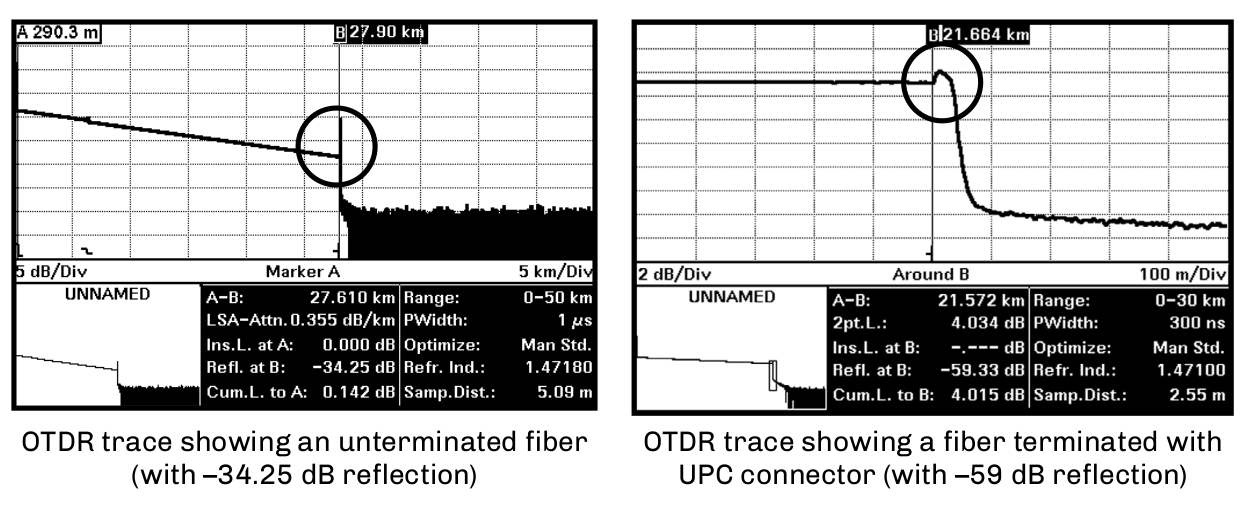 A 290.3 m
B 27.90 km
5 dB/Div Marker A 5 km/Div
UNNAMED
A–B: 27.610 km Range: 0–50 km
LSA–Attn. 0.355 dB/km PWidth: 1 µs
Ins.L. at A: 0.000 dB Optimize: Man Std.
Refl. at B: –34.25 dB Refr. Ind.: 1.47180
Cum.L. to A: 0.142 dB Samp.Dist.: 5.09 m
OTDR trace showing an unterminated fiber
(with –34.25 dB reflection)
B 21.664 km
2 dB/Div Around B 100 m/Div
UNNAMED
A–B: 21.572 km Range: 0–30 km
2pt.L.: 4.034 dB PWidth: 300 ns
Ins.L. at B: –.––– dB Optimize: Man Std.
Refl. at B: –59.33 dB Refr. Ind.: 1.47100
Cum.L. to B: 4.015 dB Samp.Dist.: 2.55 m
OTDR trace showing a fiber terminated with
UPC connector (with –59 dB reflection)